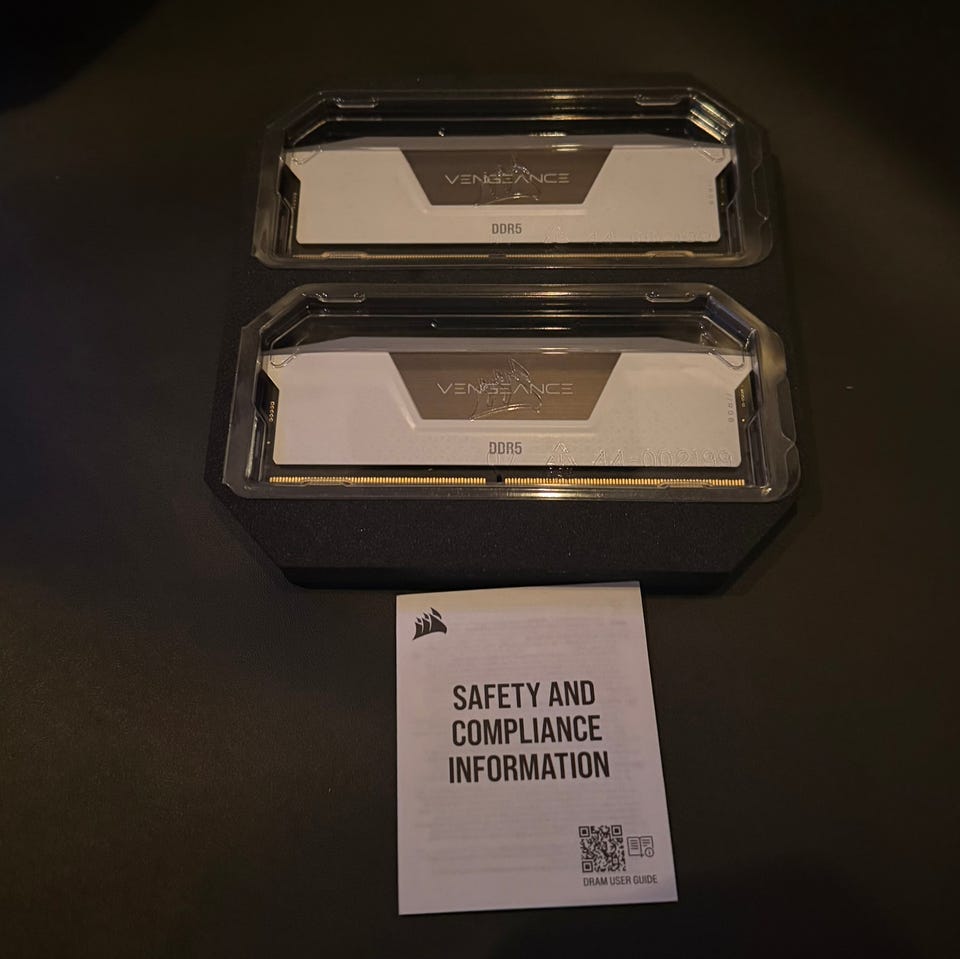 VENGEANCE
DDR5
VENGEANCE
DDR5
44-002199
SAFETY AND
COMPLIANCE
INFORMATION
DRAM USER GUIDE